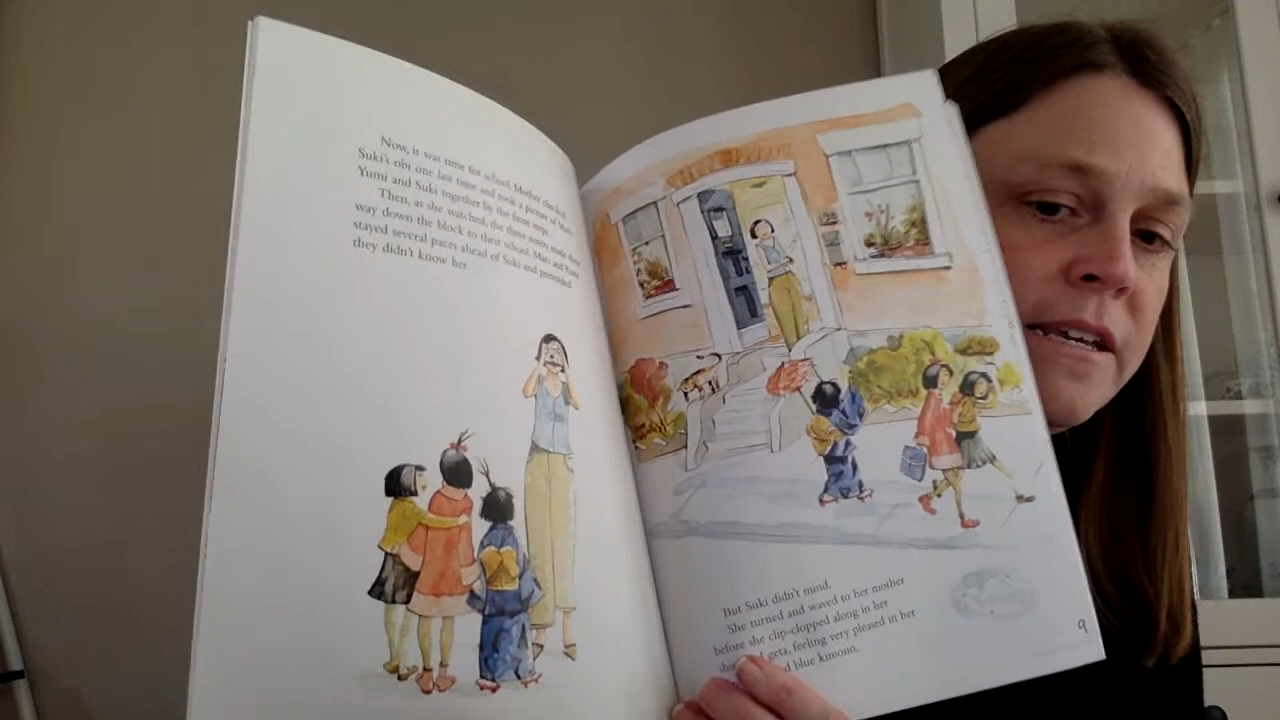 Now, it was time for school. Mother checked
Suki's obi one last time and took a picture of Mari,
Yumi and Suki together by the front steps.
Then, as she watched, the three sisters made their
way down the block to their school. Mari and Yumi
stayed several paces ahead of Suki and pretended
they didn't know her.
But Suki didn't mind.
She turned and waved to her mother
before she clip-clopped along in her
geta, feeling very pleased in her
blue kimono.
9